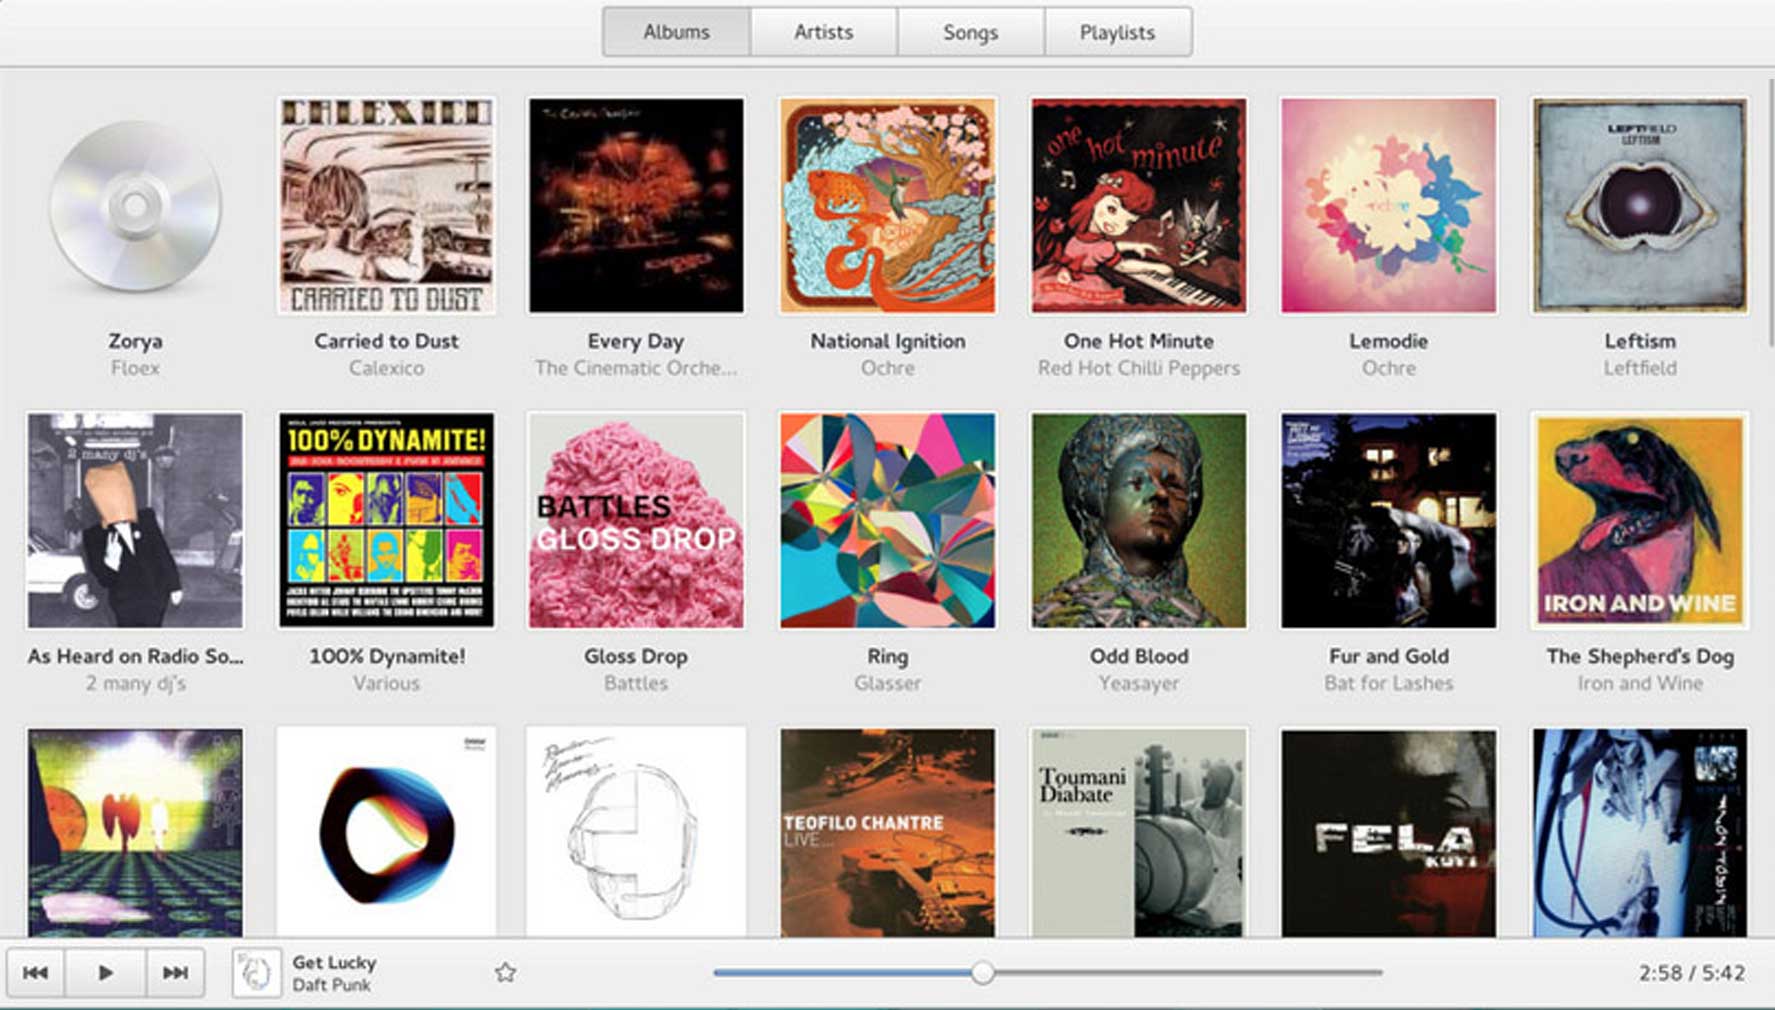 Albums
Artists
Songs
Playlists
CALEXICO
CARRIED TO DUST
one hot minute
LEFTFIELD
LEFTISM
Zorya
Floex
Carried to Dust
Calexico
Every Day
The Cinematic Orche...
National Ignition
Ochre
One Hot Minute
Red Hot Chilli Peppers
Lemodie
Ochre
Leftism
Leftfield
2 many dj's
SOUL JAZZ RECORDS PRESENTS
100% DYNAMITE!
BATTLES
GLOSS DROP
IRON AND WINE
As Heard on Radio So...
2 many dj's
100% Dynamite!
Various
Gloss Drop
Battles
Ring
Glasser
Odd Blood
Yeasayer
Fur and Gold
Bat for Lashes
The Shepherd's Dog
Iron and Wine
TEOFILO CHANTRE
LIVE...
Toumani
Diabate
FELA
KUTI
Get Lucky
Daft Punk
2:58 / 5:42